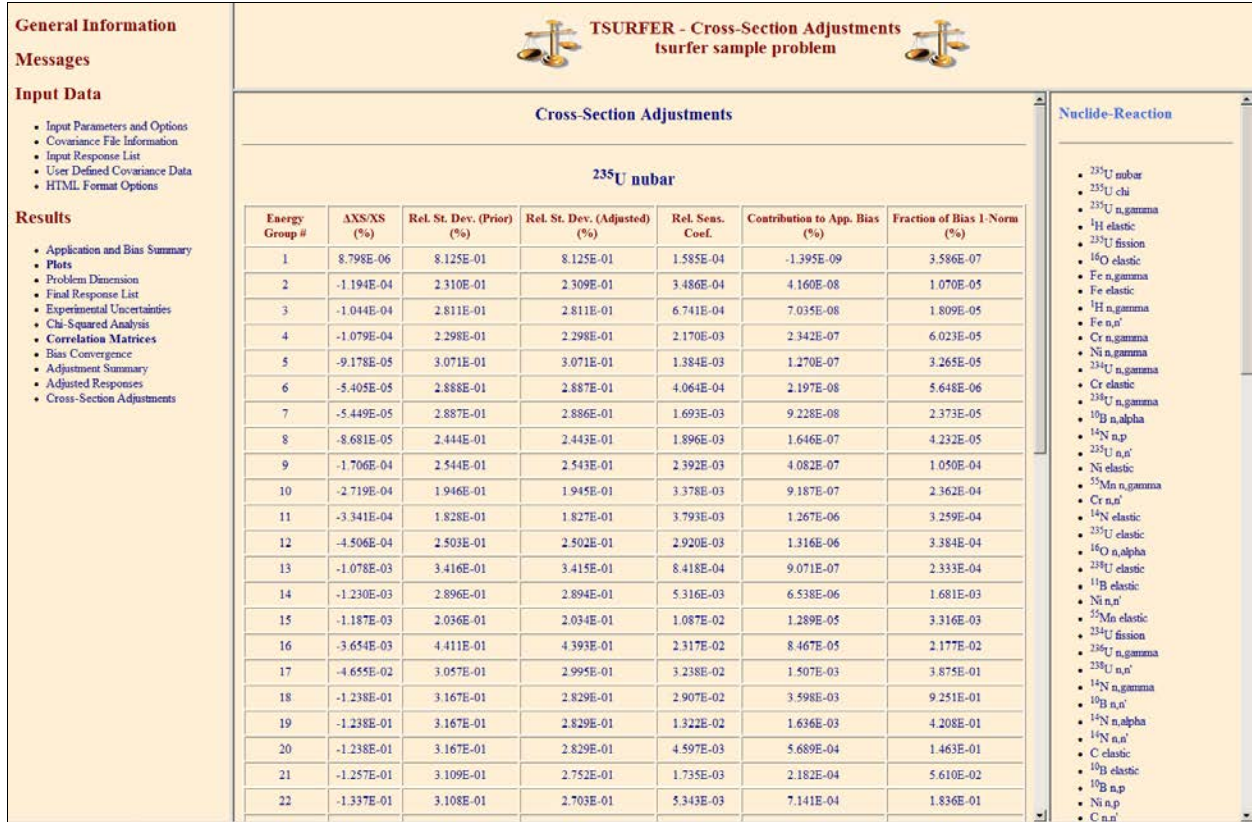 General Information
Messages
Input Data
• Input Parameters and Options
• Covariance File Information
• Input Response List
• User Defined Covariance Data
• HTML Format Options
Results
• Application and Bias Summary
• Plots
• Problem Dimension
• Final Response List
• Experimental Uncertainties
• Chi-Squared Analysis
• Correlation Matrices
• Bias Convergence
• Adjustment Summary
• Adjusted Responses
• Cross-Section Adjustments
TSURFER - Cross-Section Adjustments
tsurfer sample problem
Cross-Section Adjustments
²³⁵U nubar
Energy Group # ΔXS/XS (%) Rel. St. Dev. (Prior) (%) Rel. St. Dev. (Adjusted) (%) Rel. Sens. Coef. Contribution to App. Bias (%) Fraction of Bias 1-Norm (%)
1 8.798E-06 8.125E-01 8.125E-01 1.585E-04 -1.395E-09 3.586E-07
2 -1.194E-04 2.310E-01 2.309E-01 3.486E-04 4.160E-08 1.070E-05
3 -1.044E-04 2.811E-01 2.811E-01 6.741E-04 7.035E-08 1.809E-05
4 -1.079E-04 2.298E-01 2.298E-01 2.170E-03 2.342E-07 6.023E-05
5 -9.178E-05 3.071E-01 3.071E-01 1.384E-03 1.270E-07 3.265E-05
6 -5.405E-05 2.888E-01 2.887E-01 4.064E-04 2.197E-08 5.648E-06
7 -5.449E-05 2.887E-01 2.886E-01 1.693E-03 9.228E-08 2.373E-05
8 -8.681E-05 2.444E-01 2.443E-01 1.896E-03 1.646E-07 4.232E-05
9 -1.706E-04 2.544E-01 2.543E-01 2.392E-03 4.082E-07 1.050E-04
10 -2.719E-04 1.946E-01 1.945E-01 3.378E-03 9.187E-07 2.362E-04
11 -3.341E-04 1.828E-01 1.827E-01 3.793E-03 1.267E-06 3.259E-04
12 -4.506E-04 2.503E-01 2.502E-01 2.920E-03 1.316E-06 3.384E-04
13 -1.078E-03 3.416E-01 3.415E-01 8.418E-04 9.071E-07 2.333E-04
14 -1.230E-03 2.896E-01 2.894E-01 5.316E-03 6.538E-06 1.681E-03
15 -1.187E-03 2.036E-01 2.034E-01 1.087E-02 1.289E-05 3.316E-03
16 -3.654E-03 4.411E-01 4.393E-01 2.317E-02 8.467E-05 2.177E-02
17 -4.655E-02 3.057E-01 2.995E-01 3.238E-02 1.507E-03 3.875E-01
18 -1.238E-01 3.167E-01 2.829E-01 2.907E-02 3.598E-03 9.251E-01
19 -1.238E-01 3.167E-01 2.829E-01 1.322E-02 1.636E-03 4.208E-01
20 -1.238E-01 3.167E-01 2.829E-01 4.597E-03 5.689E-04 1.463E-01
21 -1.257E-01 3.109E-01 2.752E-01 1.735E-03 2.182E-04 5.610E-02
22 -1.337E-01 3.108E-01 2.703E-01 5.343E-03 7.141E-04 1.836E-01
Nuclide-Reaction
• ²³⁵U nubar
• ²³⁵U chi
• ²³⁵U n,gamma
• ¹H elastic
• ²³⁵U fission
• ¹⁶O elastic
• Fe n,gamma
• Fe elastic
• ¹H n,gamma
• Fe n,n'
• Cr n,gamma
• Ni n,gamma
• ²³⁴U n,gamma
• Cr elastic
• ²³⁸U n,gamma
• ¹⁰B n,alpha
• ¹⁴N n,p
• ²³⁵U n,n'
• Ni elastic
• ⁵⁵Mn n,gamma
• Cr n,n'
• ¹⁴N elastic
• ²³⁵U elastic
• ¹⁶O n,alpha
• ²³⁸U elastic
• ¹¹B elastic
• Ni n,n'
• ⁵⁵Mn elastic
• ²³⁴U fission
• ²³⁶U n,gamma
• ²³⁸U n,n'
• ¹⁴N n,gamma
• ¹⁰B n,n'
• ¹⁴N n,alpha
• ¹⁴N n,n'
• C elastic
• ¹⁰B elastic
• ¹⁰B n,p
• Ni n,p
• C n,n'